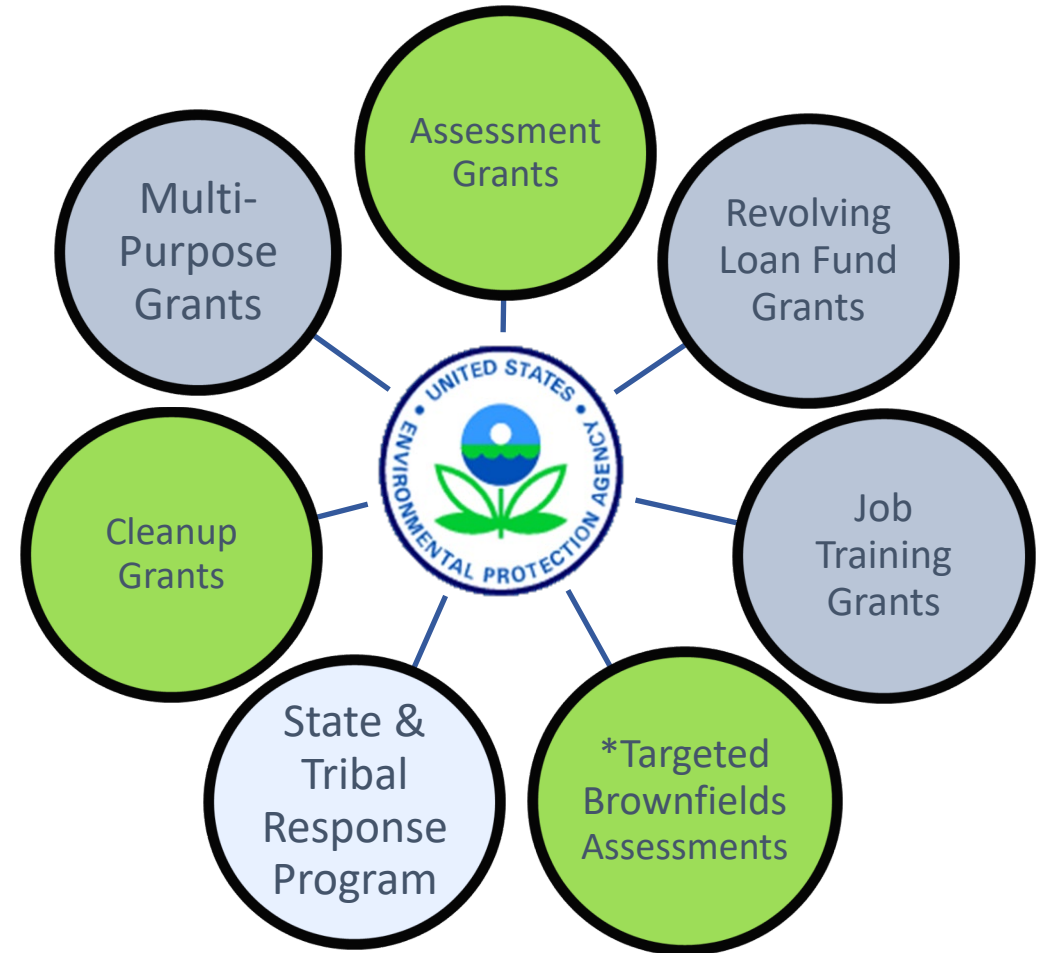 Assessment
Grants
Multi-
Purpose
Grants
Revolving
Loan Fund
Grants
UNITED STATES • ENVIRONMENTAL PROTECTION AGENCY •
Cleanup
Grants
Job
Training
Grants
State &
Tribal
Response
Program
*Targeted
Brownfields
Assessments